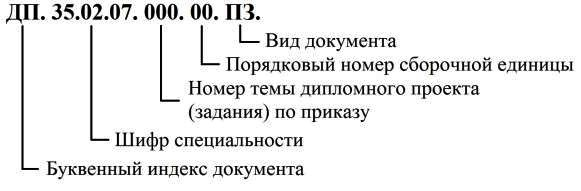 ДП. 35.02.07. 000. 00. ПЗ.
Вид документа
Порядковый номер сборочной единицы
Номер темы дипломного проекта
(задания) по приказу
Шифр специальности
Буквенный индекс документа